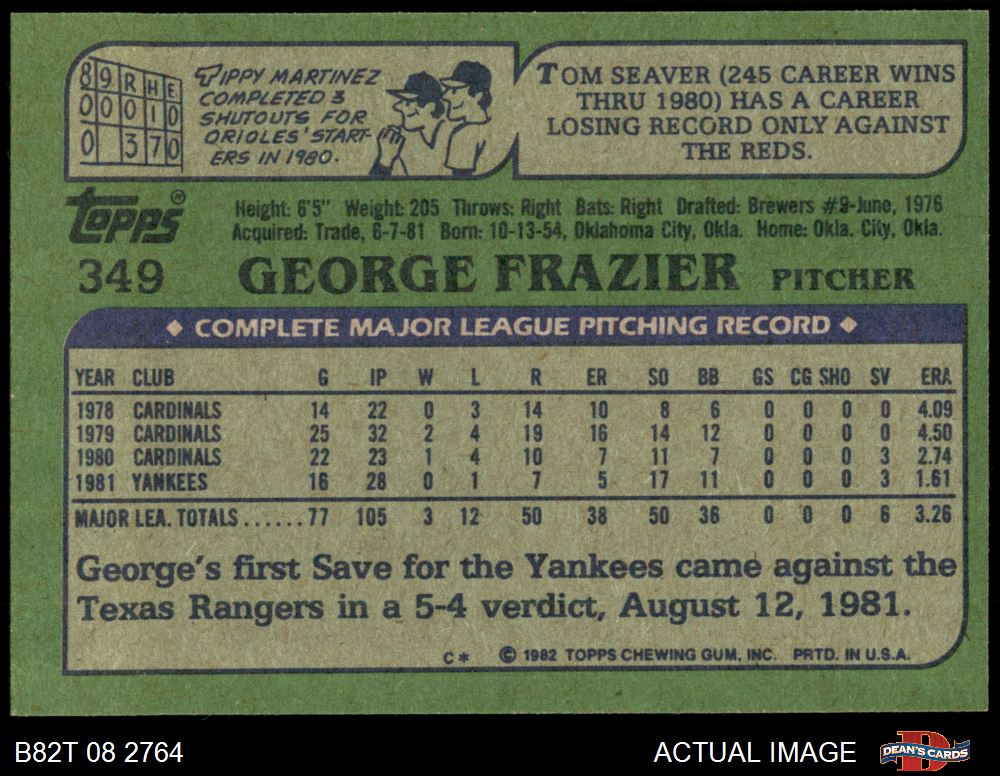 8 9 R H E
0 0 0 1 0
0 3 7 0
TIPPY MARTINEZ
COMPLETED 3
SHUTOUTS FOR
ORIOLES' START-
ERS IN 1980.
TOM SEAVER (245 CAREER WINS
THRU 1980) HAS A CAREER
LOSING RECORD ONLY AGAINST
THE REDS.
topps®
Height: 6'5" Weight: 205 Throws: Right Bats: Right Drafted: Brewers #9-June, 1976
Acquired: Trade, 6-7-81 Born: 10-13-54, Oklahoma City, Okla. Home: Okla. City, Okla.
349 GEORGE FRAZIER PITCHER
◆ COMPLETE MAJOR LEAGUE PITCHING RECORD ◆
YEAR CLUB G IP W L R ER SO BB GS CG SHO SV ERA
1978 CARDINALS 14 22 0 3 14 10 8 6 0 0 0 0 4.09
1979 CARDINALS 25 32 2 4 19 16 14 12 0 0 0 0 4.50
1980 CARDINALS 22 23 1 4 10 7 11 7 0 0 0 3 2.74
1981 YANKEES 16 28 0 1 7 5 17 11 0 0 0 3 1.61
MAJOR LEA. TOTALS......77 105 3 12 50 38 50 36 0 0 0 6 3.26
George's first Save for the Yankees came against the
Texas Rangers in a 5-4 verdict, August 12, 1981.
C* © 1982 TOPPS CHEWING GUM, INC. PRTD. IN U.S.A.
B82T 08 2764 ACTUAL IMAGE D DEAN'S CARDS